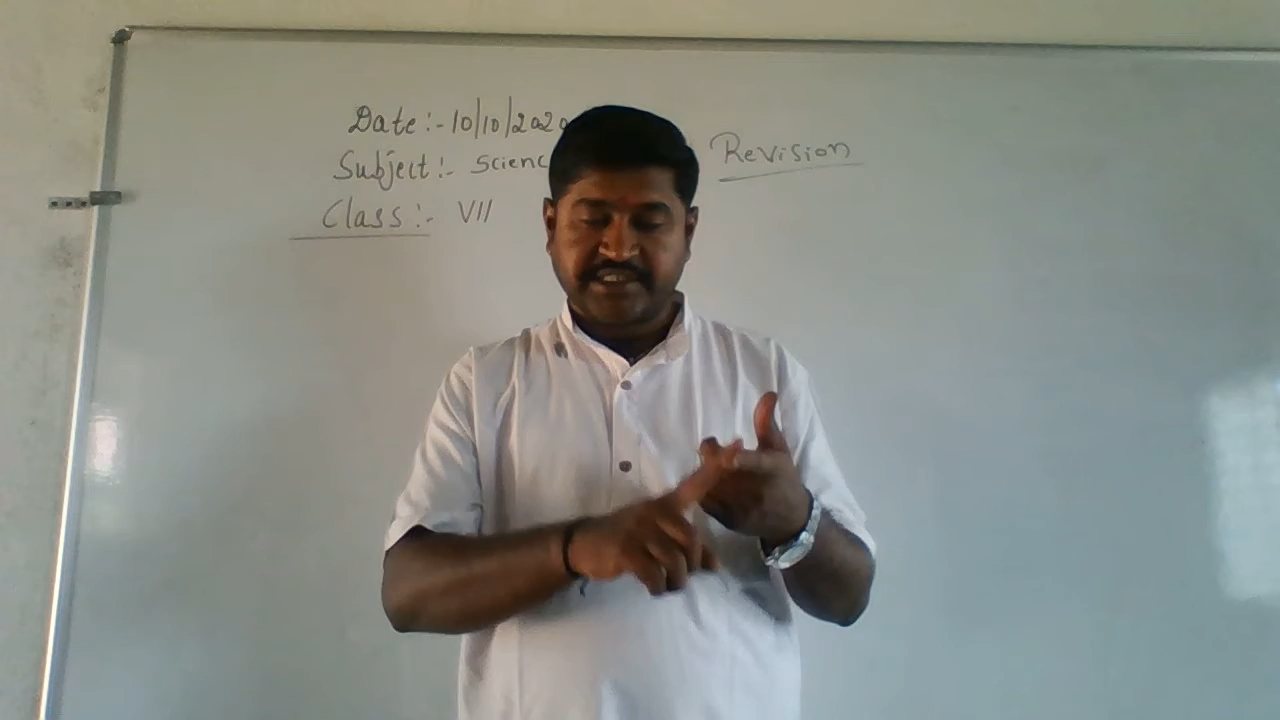 Date:- 10/10/2020
Subject:- Scienc Revision
Class:- VII